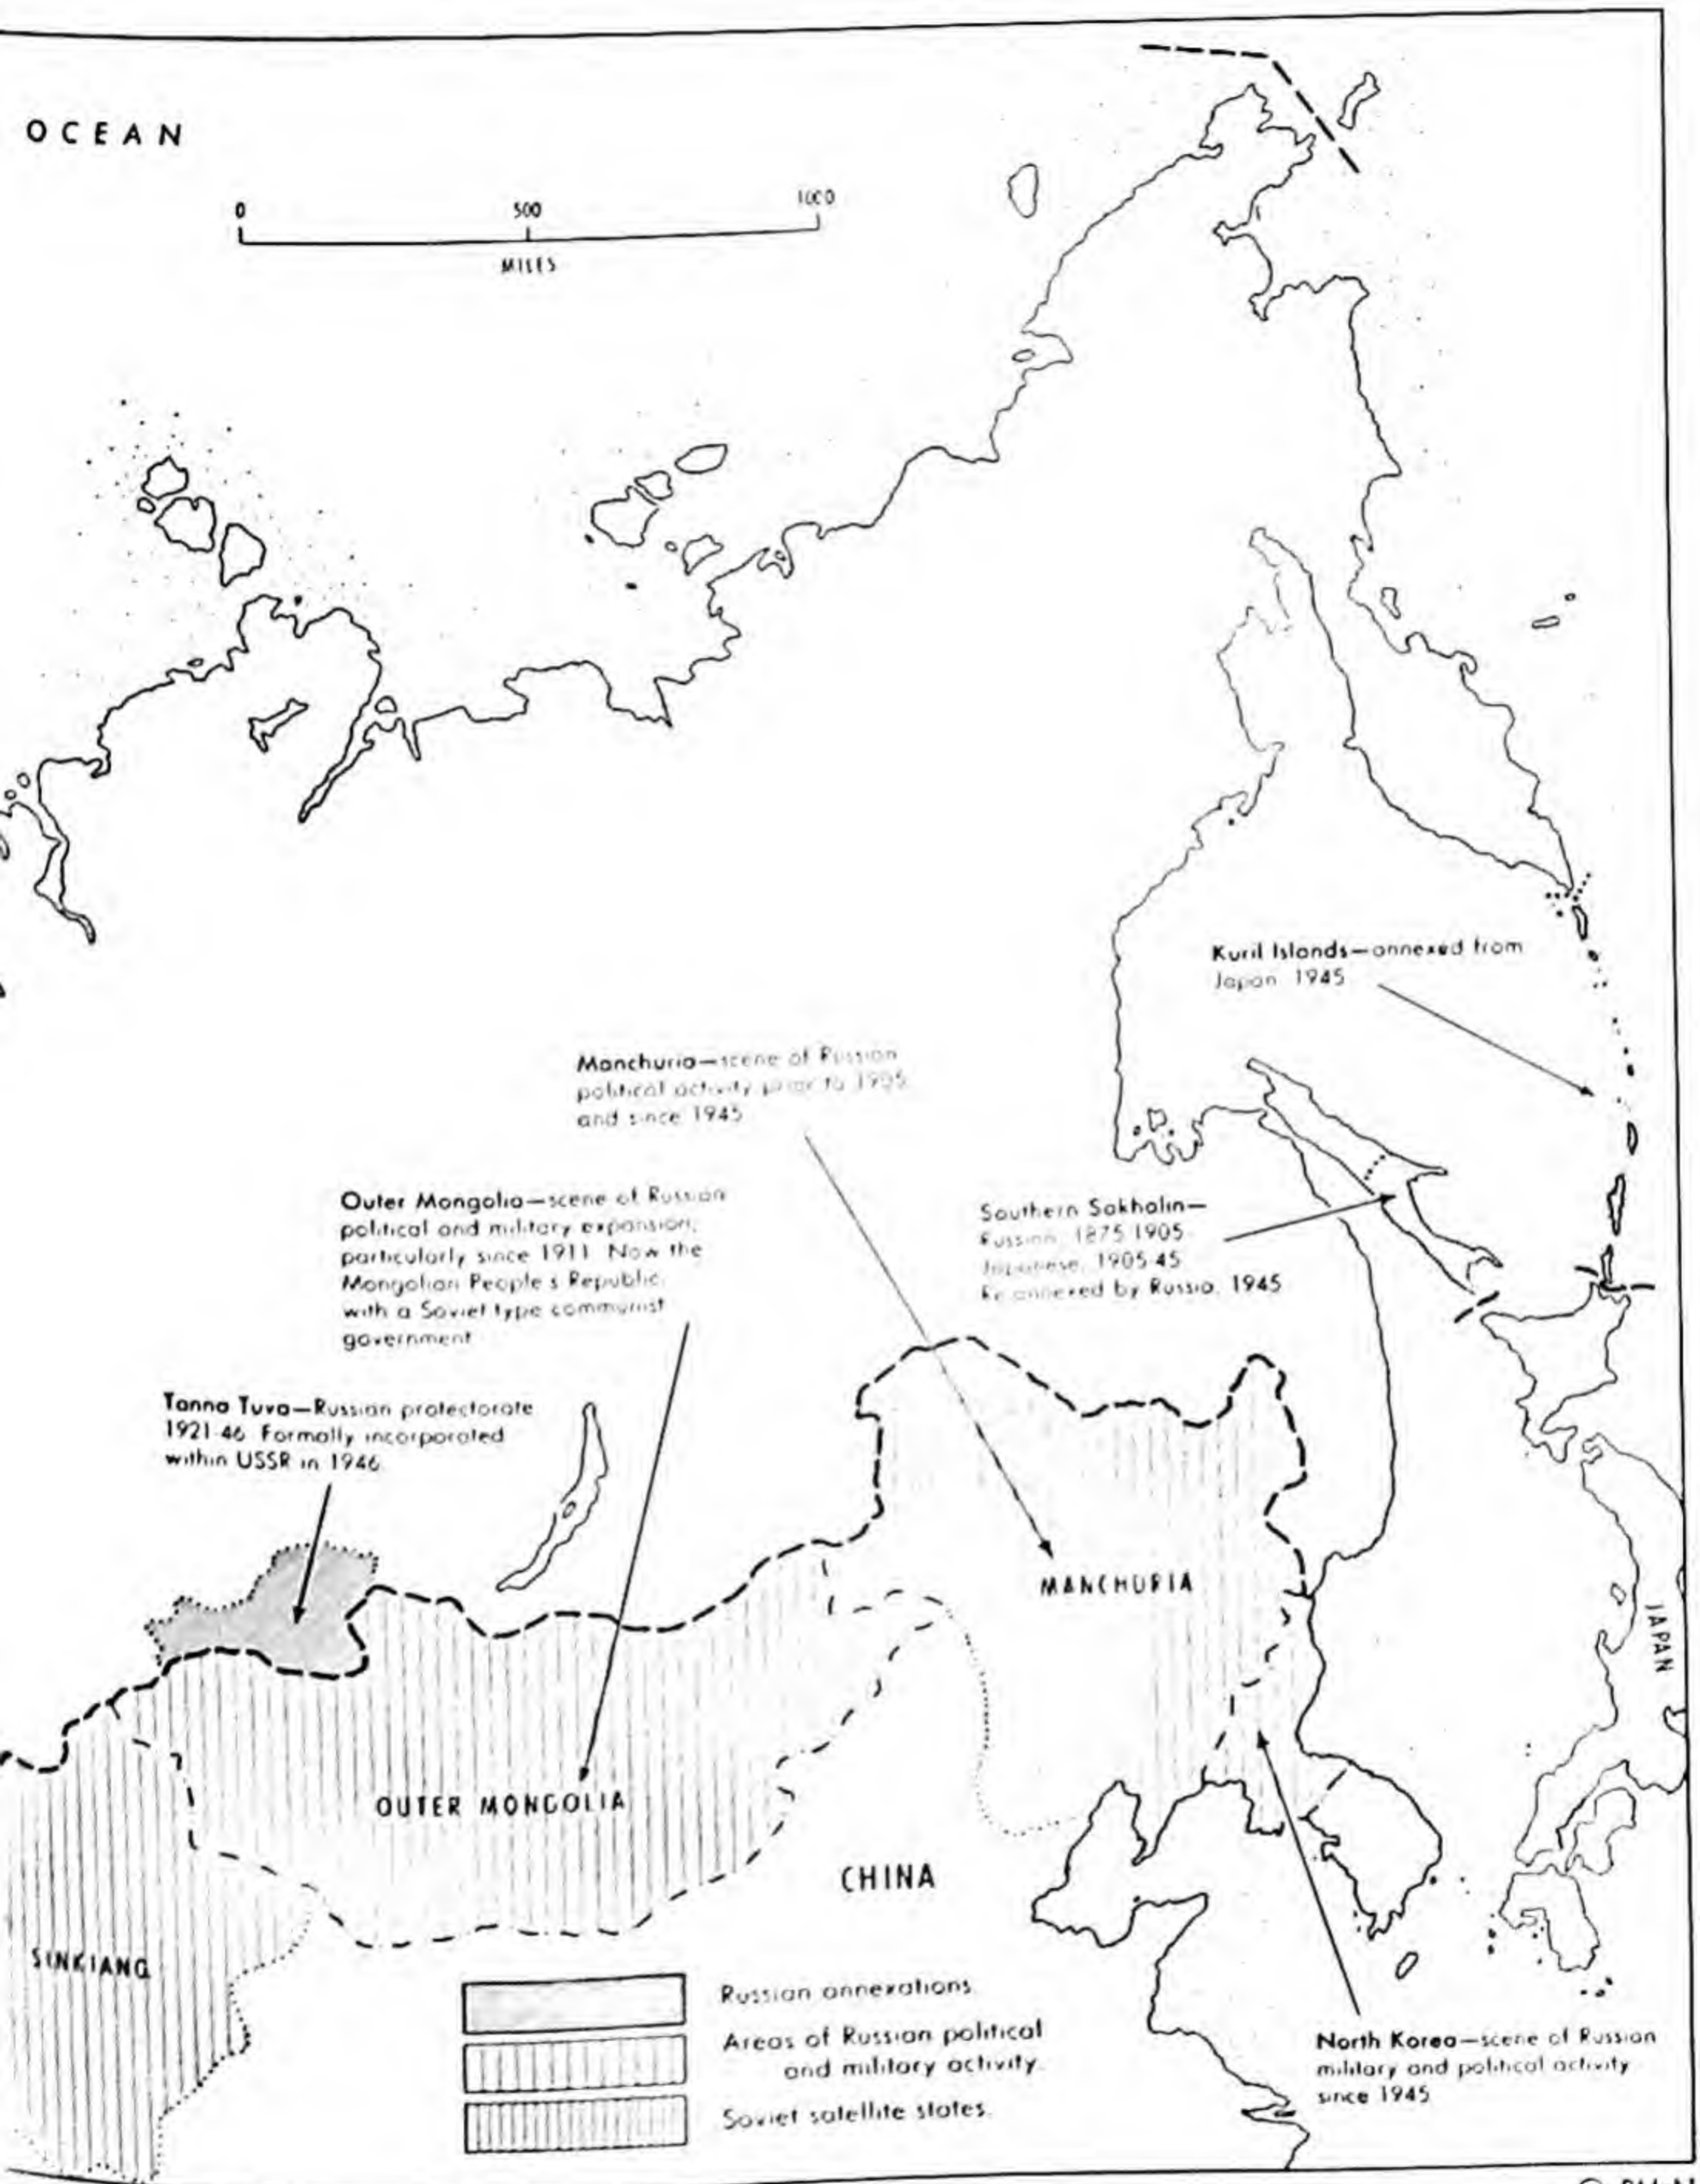 OCEAN
0 500 1000
MILES
Kuril Islands—annexed from
Japan 1945
Manchuria—scene of Russian
political activity prior to 1905
and since 1945
Outer Mongolia—scene of Russian
political and military expansion,
particularly since 1911. Now the
Mongolian People's Republic,
with a Soviet type communist
government
Southern Sakhalin—
Russian, 1875-1905
Japanese, 1905-45
Re-annexed by Russia, 1945
Tanna Tuva—Russian protectorate
1921-46. Formally incorporated
within USSR in 1946.
MANCHURIA
JAPAN
OUTER MONGOLIA
CHINA
SINKIANG
Russian annexations.
Areas of Russian political
and military activity.
Soviet satellite states.
North Korea—scene of Russian
military and political activity
since 1945